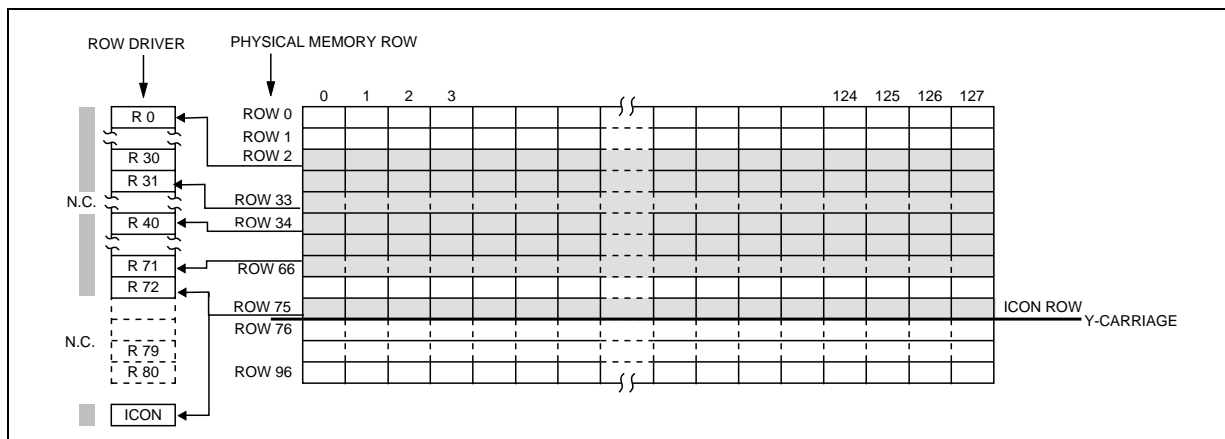 ROW DRIVER
PHYSICAL MEMORY ROW
0 1 2 3 124 125 126 127
R 0
ROW 0
ROW 1
R 30
ROW 2
R 31
N.C.
ROW 33
R 40
ROW 34
R 71
ROW 66
R 72
ROW 75
ICON ROW
Y-CARRIAGE
ROW 76
N.C.
R 79
R 80
ROW 96
ICON